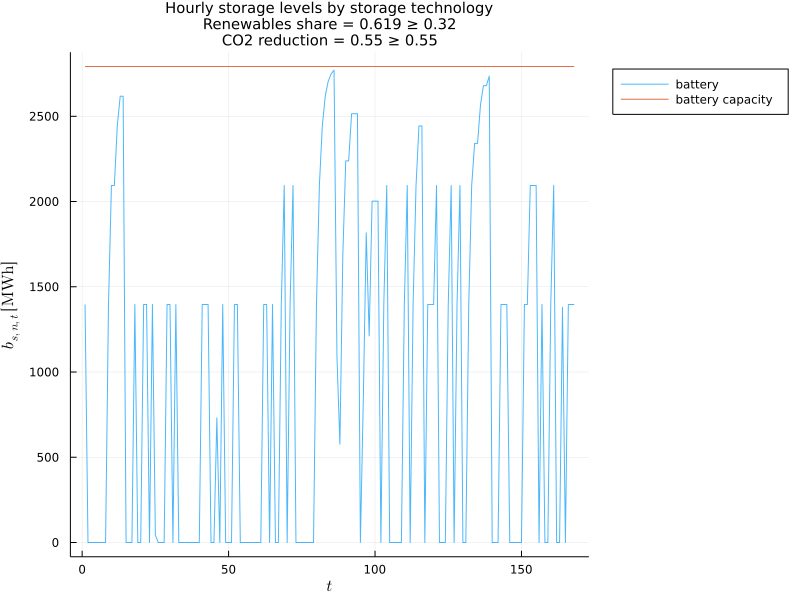 Hourly storage levels by storage technology
Renewables share = 0.619 ≥ 0.32
CO2 reduction = 0.55 ≥ 0.55
battery
battery capacity
2500
2000
1500
1000
500
0
b_{s, n, t} [MWh]
0 50 100 150
t